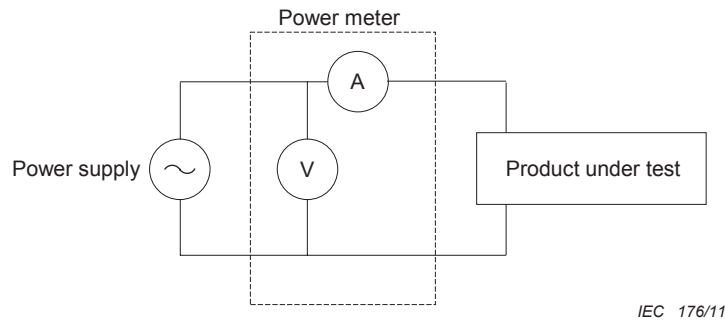 Power meter
A
Power supply
V
Product under test
IEC 176/11